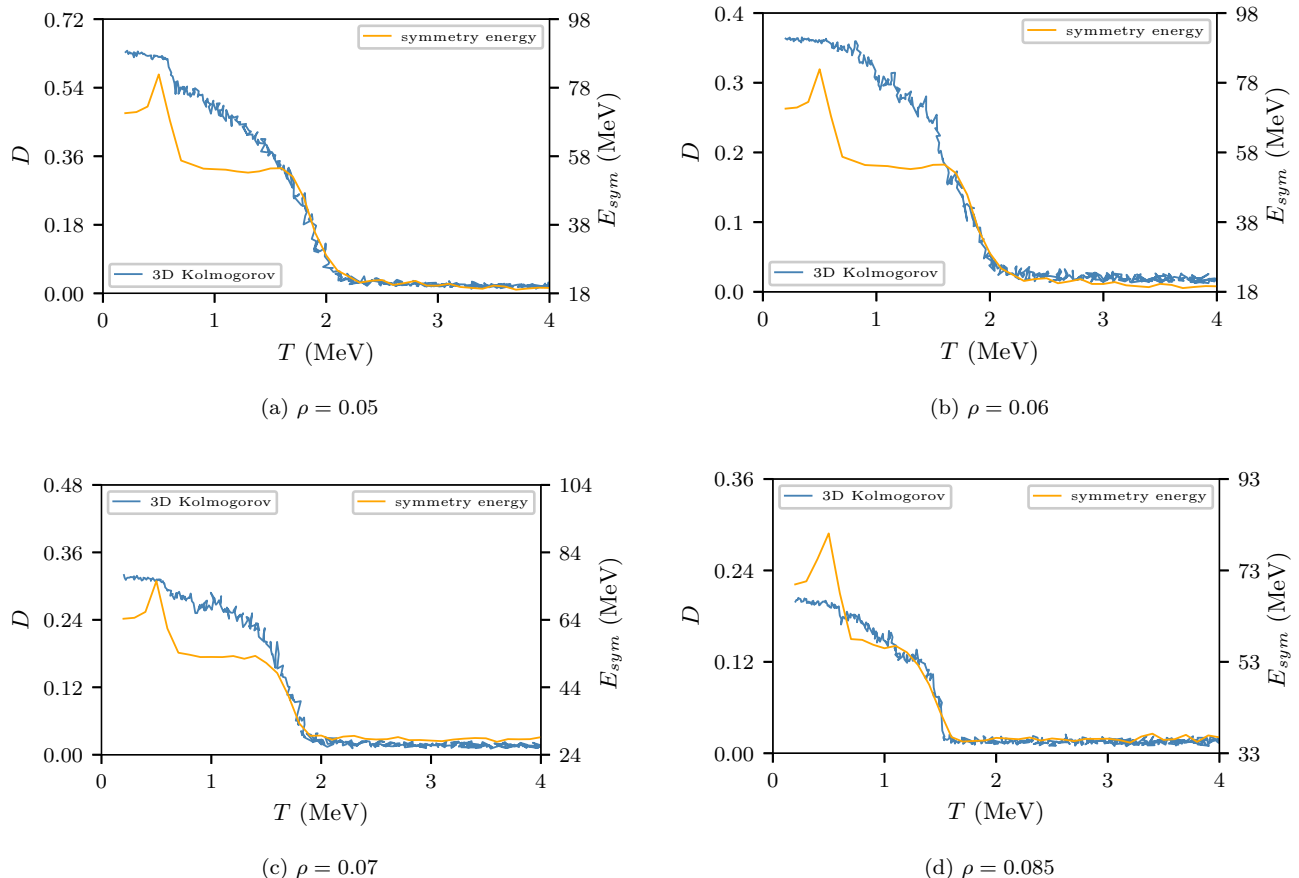 0.72
0.54
0.36
0.18
0.00
D
98
78
58
38
18
E_sym (MeV)
symmetry energy
3D Kolmogorov
0 1 2 3 4
T (MeV)
(a) ρ = 0.05
0.4
0.3
0.2
0.1
0.0
D
98
78
58
38
18
E_sym (MeV)
symmetry energy
3D Kolmogorov
0 1 2 3 4
T (MeV)
(b) ρ = 0.06
0.48
0.36
0.24
0.12
0.00
D
104
84
64
44
24
E_sym (MeV)
3D Kolmogorov
symmetry energy
0 1 2 3 4
T (MeV)
(c) ρ = 0.07
0.36
0.24
0.12
0.00
D
93
73
53
33
E_sym (MeV)
3D Kolmogorov
symmetry energy
0 1 2 3 4
T (MeV)
(d) ρ = 0.085